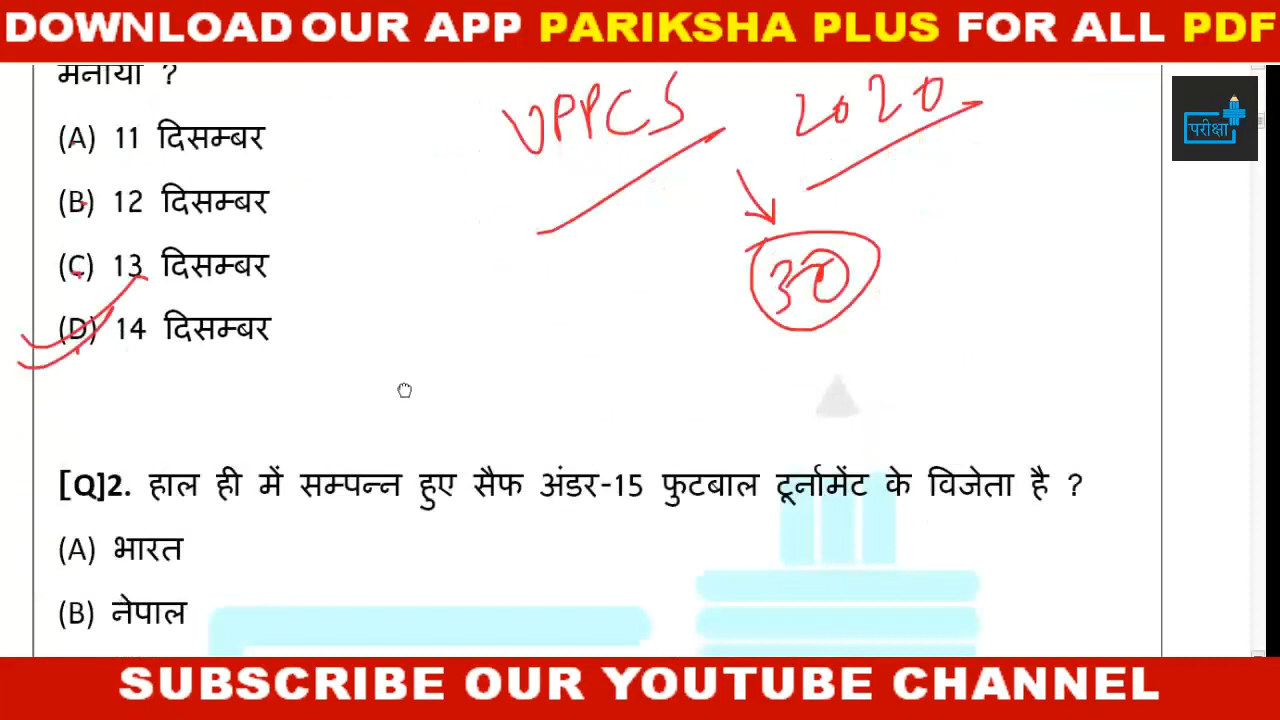 DOWNLOAD OUR APP PARIKSHA PLUS FOR ALL PDF
मनाया ?
UPPCS 2020
परीक्षा
(A) 11 दिसम्बर
(B) 12 दिसम्बर
(C) 13 दिसम्बर
30
(D) 14 दिसम्बर
[Q]2. हाल ही में सम्पन्न हुए सैफ अंडर-15 फुटबाल टूर्नामेंट के विजेता है ?
(A) भारत
(B) नेपाल
SUBSCRIBE OUR YOUTUBE CHANNEL